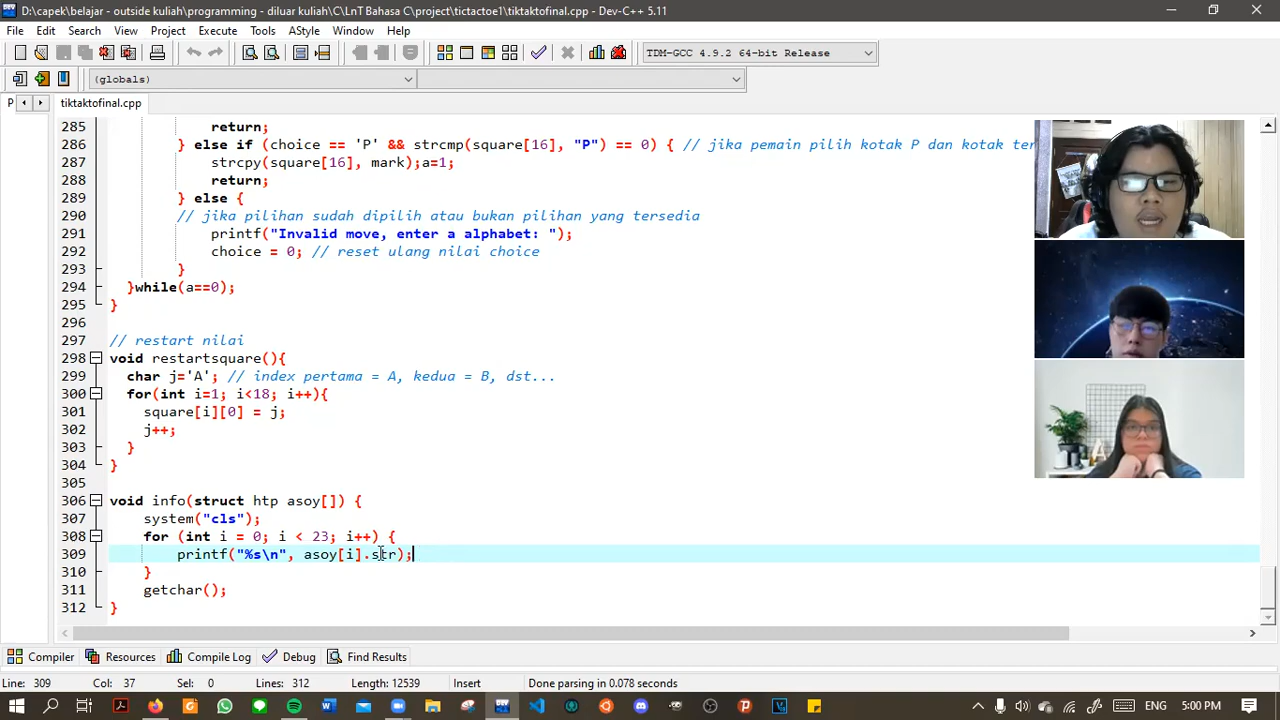 D:\capek\belajar - outside kuliah\programming - diluar kuliah\C\LnT Bahasa C\project\tictactoe1\tiktaktofinal.cpp - Dev-C++ 5.11
File Edit Search View Project Execute Tools AStyle Window Help
TDM-GCC 4.9.2 64-bit Release
(globals)
P tiktaktofinal.cpp
285 return;
286 } else if (choice == 'P' && strcmp(square[16], "P") == 0) { // jika pemain pilih kotak P dan kotak ter
287 strcpy(square[16], mark);a=1;
288 return;
289 } else {
290 // jika pilihan sudah dipilih atau bukan pilihan yang tersedia
291 printf("Invalid move, enter a alphabet: ");
292 choice = 0; // reset ulang nilai choice
293 }
294 }while(a==0);
295 }
296
297 // restart nilai
298 void restartsquare(){
299 char j='A'; // index pertama = A, kedua = B, dst...
300 for(int i=1; i<18; i++){
301 square[i][0] = j;
302 j++;
303 }
304 }
305
306 void info(struct htp asoy[]) {
307 system("cls");
308 for (int i = 0; i < 23; i++) {
309 printf("%s\n", asoy[i].str);
310 }
311 getchar();
312 }
Compiler Resources Compile Log Debug Find Results
Line: 309 Col: 37 Sel: 0 Lines: 312 Length: 12539 Insert Done parsing in 0.078 seconds
ENG 5:00 PM